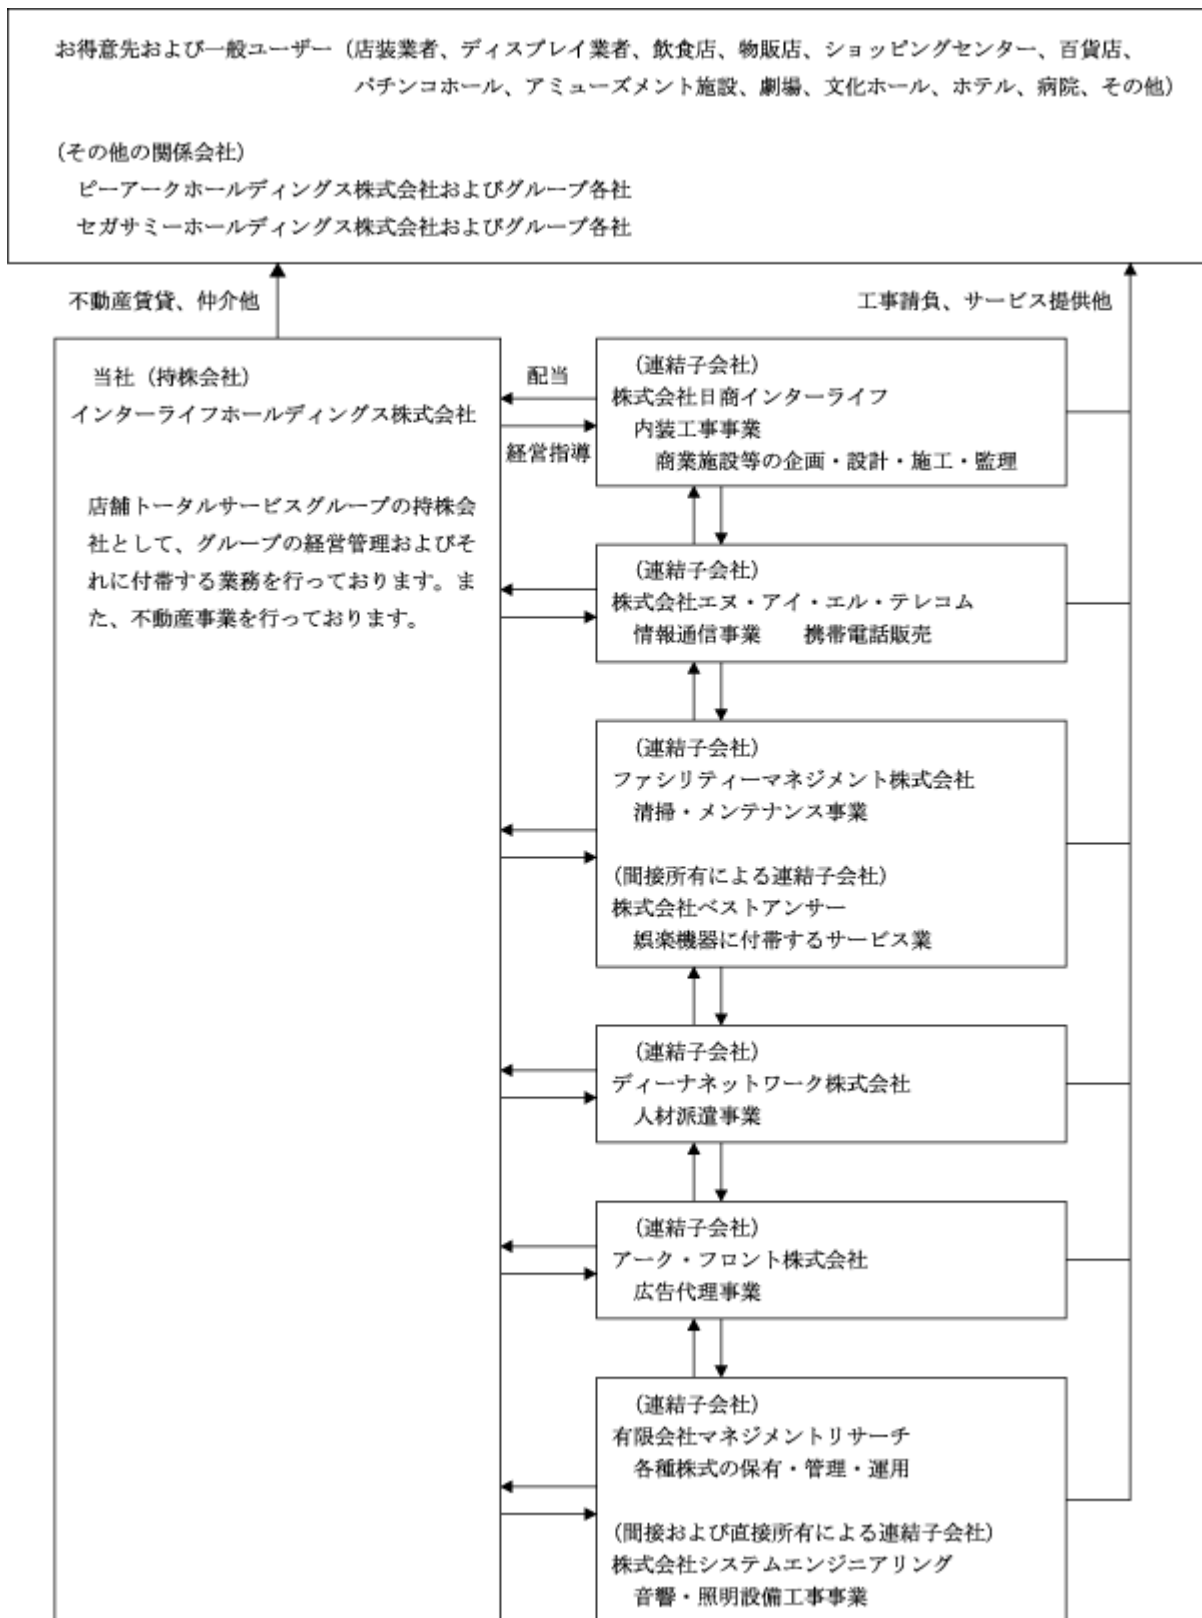 お得意先および一般ユーザー（店装業者、ディスプレイ業者、飲食店、物販店、ショッピングセンター、百貨店、
パチンコホール、アミューズメント施設、劇場、文化ホール、ホテル、病院、その他）
（その他の関係会社）
ピーアークホールディングス株式会社およびグループ各社
セガサミーホールディングス株式会社およびグループ各社
不動産賃貸、仲介他
工事請負、サービス提供他
当社（持株会社）
インターライフホールディングス株式会社
店舗トータルサービスグループの持株会
社として、グループの経営管理およびそ
れに付帯する業務を行っております。ま
た、不動産事業を行っております。
配当
経営指導
（連結子会社）
株式会社日商インターライフ
内装工事事業
商業施設等の企画・設計・施工・監理
（連結子会社）
株式会社エヌ・アイ・エル・テレコム
情報通信事業　　携帯電話販売
（連結子会社）
ファシリティーマネジメント株式会社
清掃・メンテナンス事業
（間接所有による連結子会社）
株式会社ベストアンサー
娯楽機器に付帯するサービス業
（連結子会社）
ディーナネットワーク株式会社
人材派遣事業
（連結子会社）
アーク・フロント株式会社
広告代理事業
（連結子会社）
有限会社マネジメントリサーチ
各種株式の保有・管理・運用
（間接および直接所有による連結子会社）
株式会社システムエンジニアリング
音響・照明設備工事事業